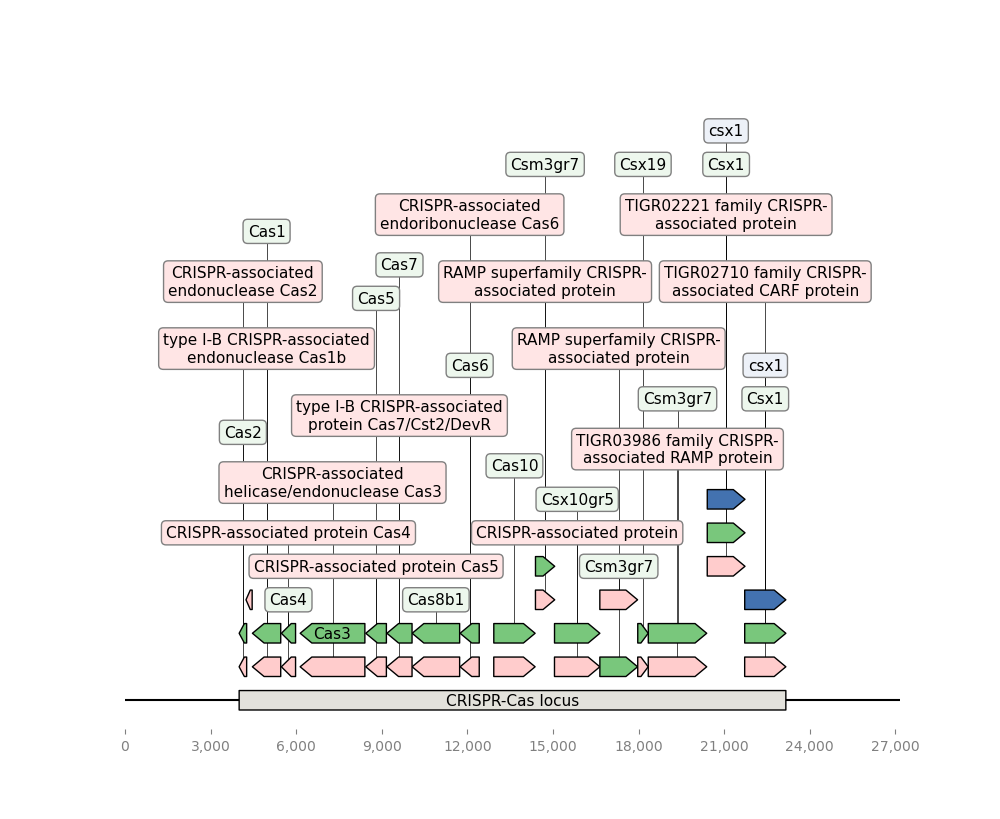 csx1
Csm3gr7
Csx19
Csx1
CRISPR-associated
endoribonuclease Cas6
TIGR02221 family CRISPR-
associated protein
Cas1
Cas7
CRISPR-associated
endonuclease Cas2
RAMP superfamily CRISPR-
associated protein
TIGR02710 family CRISPR-
associated CARF protein
Cas5
type I-B CRISPR-associated
endonuclease Cas1b
RAMP superfamily CRISPR-
associated protein
Cas6
csx1
Csm3gr7
Csx1
type I-B CRISPR-associated
protein Cas7/Cst2/DevR
Cas2
TIGR03986 family CRISPR-
associated RAMP protein
Cas10
CRISPR-associated
helicase/endonuclease Cas3
Csx10gr5
CRISPR-associated protein Cas4
CRISPR-associated protein
CRISPR-associated protein Cas5
Csm3gr7
Cas4
Cas8b1
Cas3
CRISPR-Cas locus
0
3,000
6,000
9,000
12,000
15,000
18,000
21,000
24,000
27,000